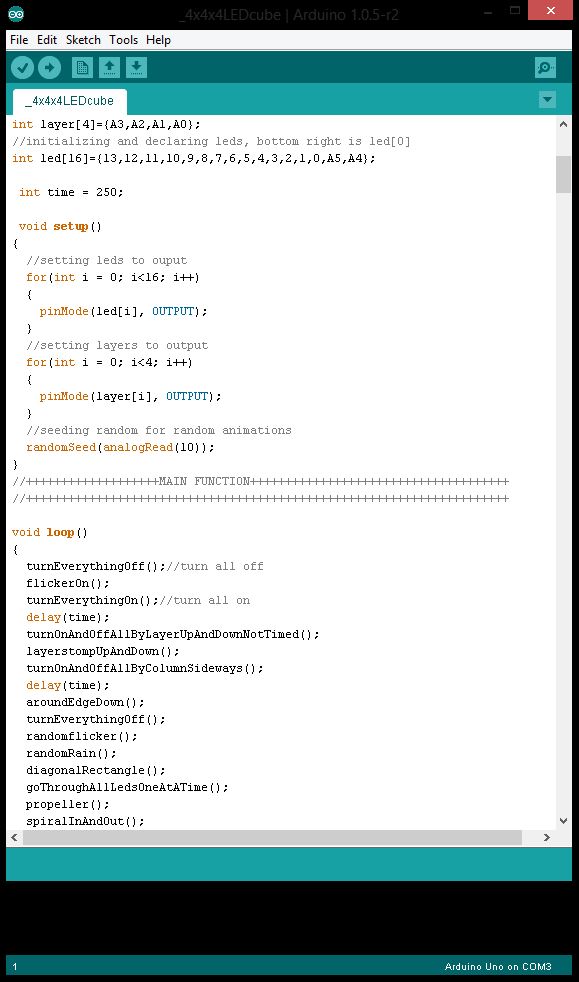 _4x4x4LEDcube | Arduino 1.0.5-r2
File Edit Sketch Tools Help
_4x4x4LEDcube
int layer[4]={A3,A2,A1,A0};
//initializing and declaring leds, bottom right is led[0]
int led[16]={13,12,11,10,9,8,7,6,5,4,3,2,1,0,A5,A4};
int time = 250;
void setup()
{
//setting leds to ouput
for(int i = 0; i<16; i++)
{
pinMode(led[i], OUTPUT);
}
//setting layers to output
for(int i = 0; i<4; i++)
{
pinMode(layer[i], OUTPUT);
}
//seeding random for random animations
randomSeed(analogRead(10));
}
//+++++++++++++++++++MAIN FUNCTION+++++++++++++++++++++++++++++++++++++
//+++++++++++++++++++++++++++++++++++++++++++++++++++++++++++++++++++++
void loop()
{
turnEverythingOff();//turn all off
flickerOn();
turnEverythingOn();//turn all on
delay(time);
turnOnAndOffAllByLayerUpAndDownNotTimed();
layerstompUpAndDown();
turnOnAndOffAllByColumnSideways();
delay(time);
aroundEdgeDown();
turnEverythingOff();
randomflicker();
randomRain();
diagonalRectangle();
goThroughAllLedsOneAtATime();
propeller();
spiralInAndOut();
1
Arduino Uno on COM3